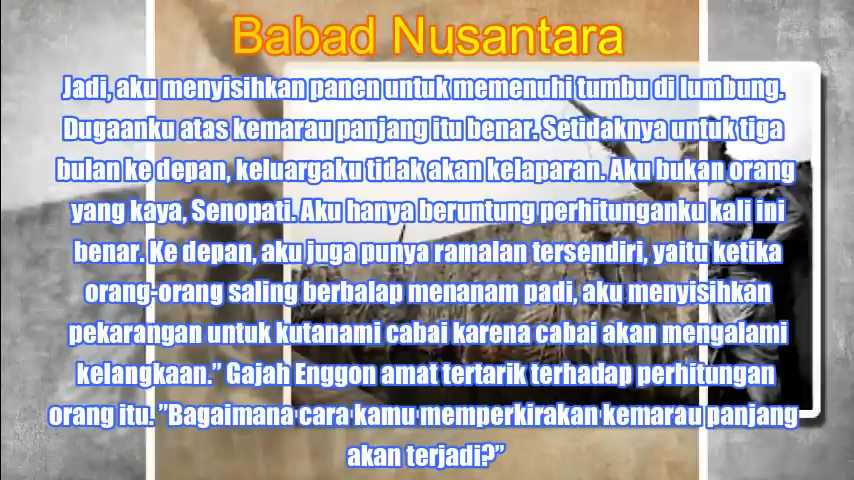 Babad Nusantara
Jadi, aku menyisihkan panen untuk memenuhi tumbu di lumbung.
Dugaanku atas kemarau panjang itu benar. Setidaknya untuk tiga
bulan ke depan, keluargaku tidak akan kelaparan. Aku bukan orang
yang kaya, Senopati. Aku hanya beruntung perhitunganku kali ini
benar. Ke depan, aku juga punya ramalan tersendiri, yaitu ketika
orang-orang saling berbalap menanam padi, aku menyisihkan
pekarangan untuk kutanami cabai karena cabai akan mengalami
kelangkaan.” Gajah Enggon amat tertarik terhadap perhitungan
orang itu. ”Bagaimana cara kamu memperkirakan kemarau panjang
akan terjadi?”